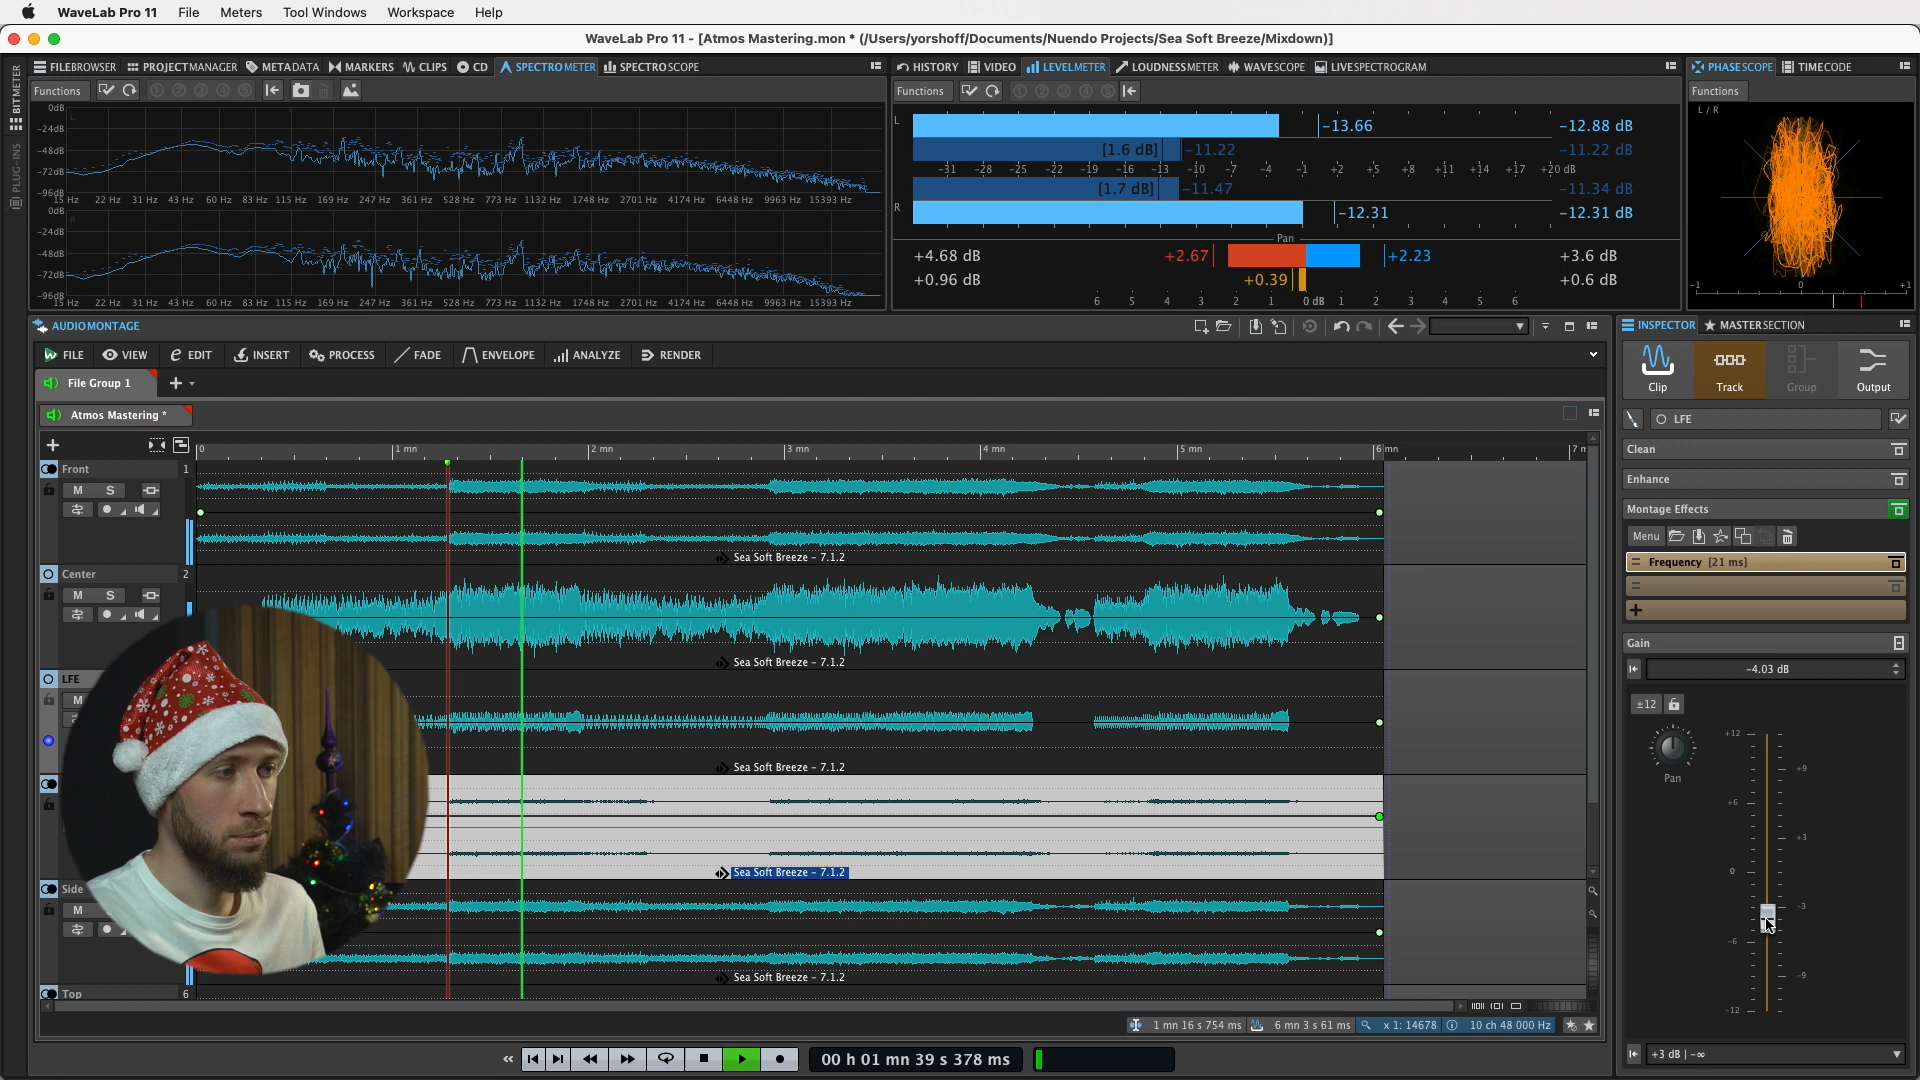 WaveLab Pro 11 File Meters Tool Windows Workspace Help
WaveLab Pro 11 - [Atmos Mastering.mon * (/Users/yorshoff/Documents/Nuendo Projects/Sea Soft Breeze/Mixdown)]
FILEBROWSER PROJECTMANAGER METADATA MARKERS CLIPS CD SPECTROMETER SPECTROSCOPE
HISTORY VIDEO LEVELMETER LOUDNESSMETER WAVESCOPE LIVESPECTROGRAM
PHASESCOPE TIMECODE
BITMETER
PLUG-INS
Functions
L
0dB
-24dB
-48dB
-72dB
-96dB
15 Hz 22 Hz 31 Hz 43 Hz 60 Hz 83 Hz 115 Hz 169 Hz 247 Hz 361 Hz 528 Hz 773 Hz 1132 Hz 1748 Hz 2701 Hz 4174 Hz 6448 Hz 9963 Hz 15393 Hz
R
0dB
-24dB
-48dB
-72dB
-96dB
15 Hz 22 Hz 31 Hz 43 Hz 60 Hz 83 Hz 115 Hz 169 Hz 247 Hz 361 Hz 528 Hz 773 Hz 1132 Hz 1748 Hz 2701 Hz 4174 Hz 6448 Hz 9963 Hz 15393 Hz
Functions
L -13.66 -12.88 dB
[1.6 dB] -11.22 -11.22 dB
-31 -28 -25 -22 -19 -16 -13 -10 -7 -4 -1 +2 +5 +8 +11 +14 +17 +20 dB
[1.7 dB] -11.47 -11.34 dB
R -12.31 -12.31 dB
Pan
+4.68 dB +2.67 +2.23 +3.6 dB
+0.96 dB +0.39 +0.6 dB
6 5 4 3 2 1 0 dB 1 2 3 4 5 6
Functions
L / R
-1 0 +1
AUDIOMONTAGE
FILE VIEW EDIT INSERT PROCESS FADE ENVELOPE ANALYZE RENDER
File Group 1
Atmos Mastering *
0 1 mn 2 mn 3 mn 4 mn 5 mn 6 mn
Front 1
M S
Sea Soft Breeze - 7.1.2
Center 2
M S
Sea Soft Breeze - 7.1.2
LFE
M
Sea Soft Breeze - 7.1.2
Sea Soft Breeze - 7.1.2
Side
M
Sea Soft Breeze - 7.1.2
Top 6
1 mn 16 s 754 ms 6 mn 3 s 61 ms x 1: 14678 10 ch 48 000 Hz
00 h 01 mn 39 s 378 ms
INSPECTOR MASTERSECTION
Clip Track Group Output
LFE
Clean
Enhance
Montage Effects
Menu
Frequency [21 ms]
Gain
-4.03 dB
±12
Pan
+12
+9
+6
+3
0
-3
-6
-9
-12
+3 dB | -∞